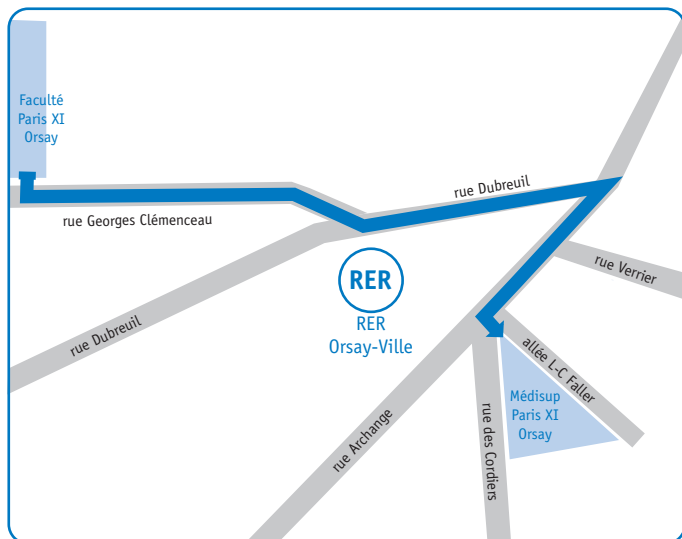 Faculté
Paris XI
Orsay
rue Dubreuil
rue Georges Clémenceau
rue Verrier
RER
RER
Orsay-Ville
rue Dubreuil
allée L-C Faller
Médisup
Paris XI
Orsay
rue Archange
rue des Cordiers